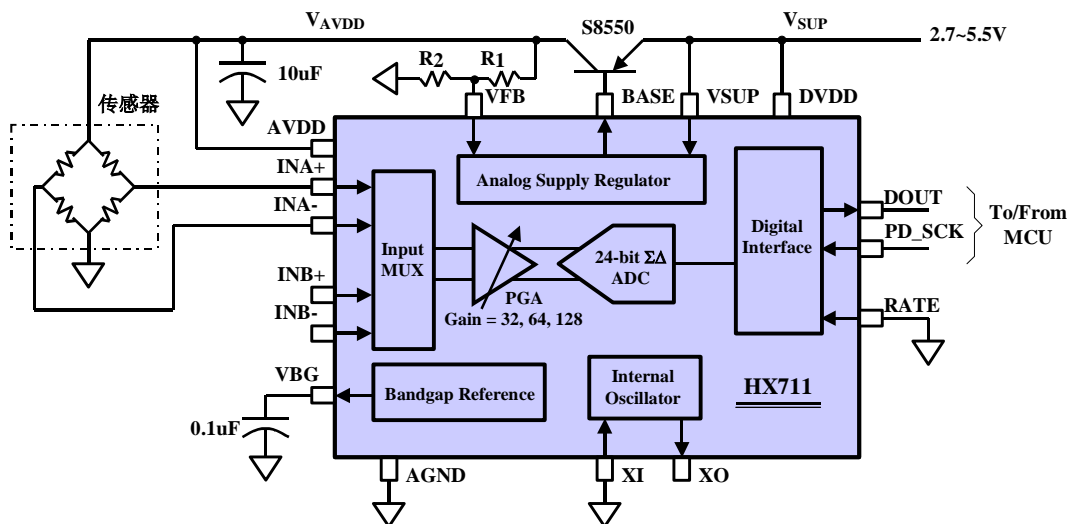 V_AVDD
S8550
V_SUP
2.7~5.5V
10uF
R2
R1
传感器
VFB
BASE
VSUP
DVDD
AVDD
INA+
INA-
INB+
INB-
VBG
0.1uF
Analog Supply Regulator
Input
MUX
PGA
Gain = 32, 64, 128
24-bit ΣΔ
ADC
Digital
Interface
DOUT
PD_SCK
To/From
MCU
RATE
Bandgap Reference
Internal
Oscillator
HX711
AGND
XI
XO